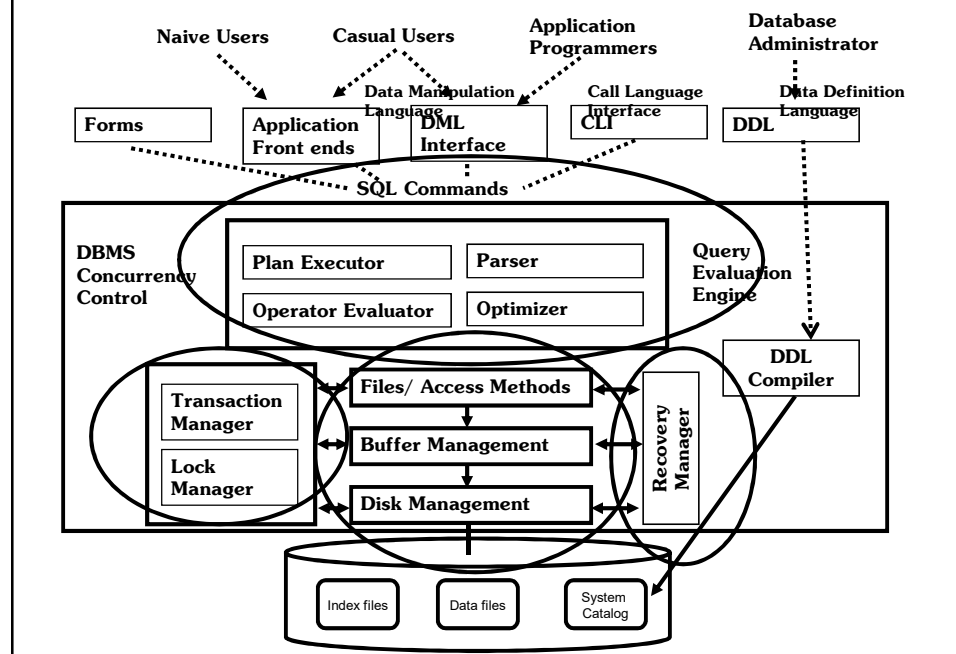 Naive Users
Casual Users
Application
Programmers
Database
Administrator
Data Manipulation
Language
Call Language
Interface
Data Definition
Language
Forms
Application
Front ends
DML
Interface
CLI
DDL
SQL Commands
DBMS
Concurrency
Control
Plan Executor
Parser
Operator Evaluator
Optimizer
Query
Evaluation
Engine
DDL
Compiler
Transaction
Manager
Lock
Manager
Files/ Access Methods
Buffer Management
Disk Management
Recovery
Manager
Index files
Data files
System
Catalog